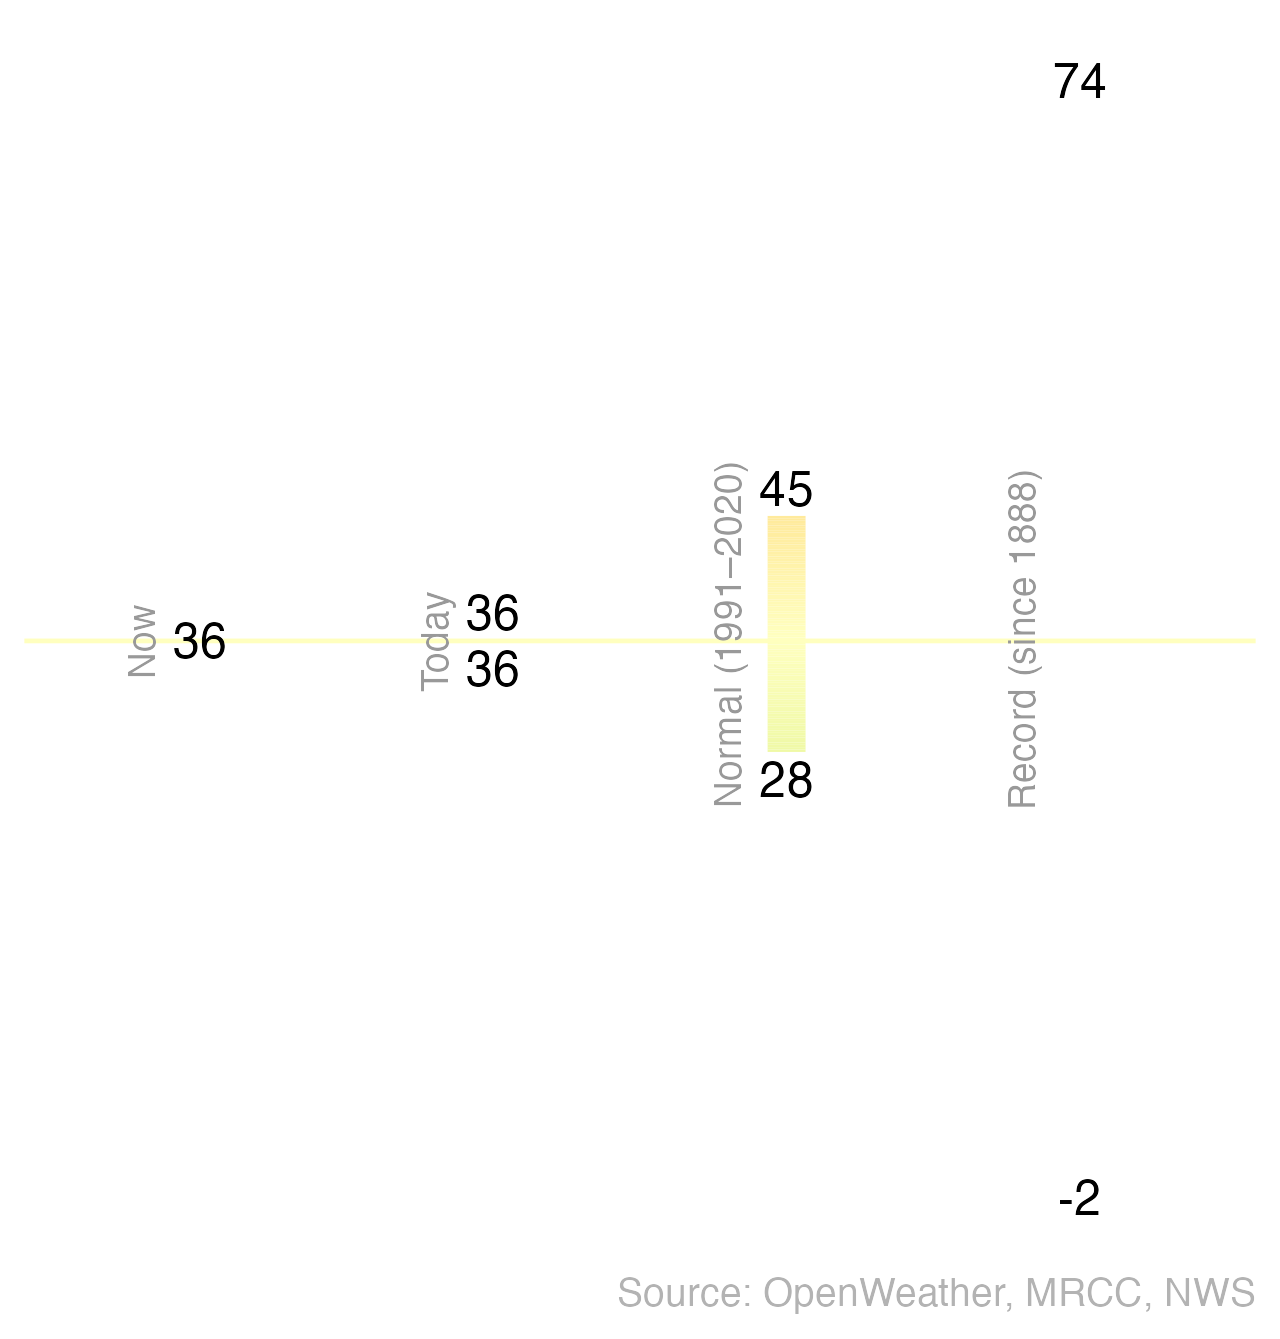 74
Now
36
Today
36
36
Normal (1991–2020)
45
28
Record (since 1888)
-2
Source: OpenWeather, MRCC, NWS